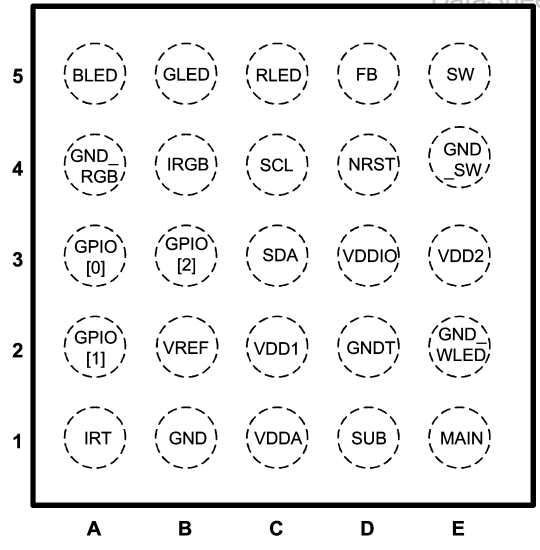 5 BLED GLED RLED FB SW
4 GND_ RGB IRGB SCL NRST GND _SW
3 GPIO [0] GPIO [2] SDA VDDIO VDD2
2 GPIO [1] VREF VDD1 GNDT GND_ WLED
1 IRT GND VDDA SUB MAIN
A B C D E